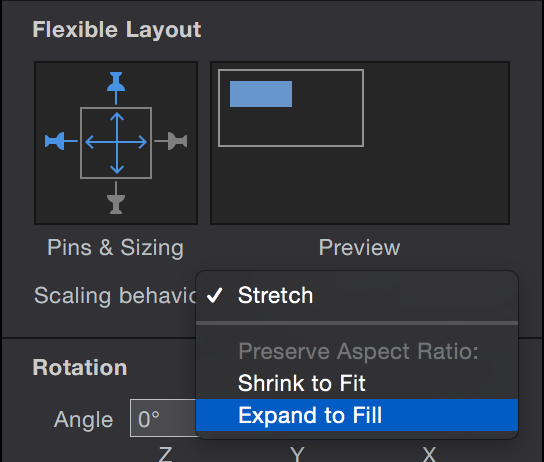 Flexible Layout
Pins & Sizing
Preview
Scaling behavio
✓ Stretch
Preserve Aspect Ratio:
Shrink to Fit
Expand to Fill
Rotation
Angle 0°
Z Y X